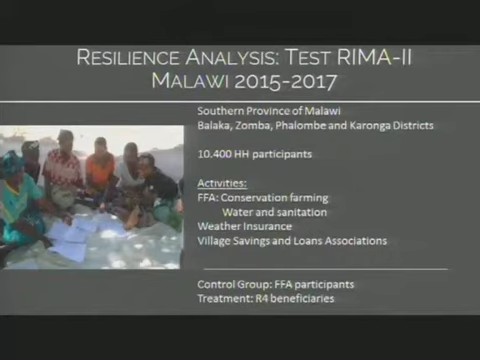 RESILIENCE ANALYSIS: TEST RIMA-II
MALAWI 2015-2017
Southern Province of Malawi
Balaka, Zomba, Phalombe and Karonga Districts
10.400 HH participants
Activities:
FFA: Conservation farming
Water and sanitation
Weather Insurance
Village Savings and Loans Associations
Control Group: FFA participants
Treatment: R4 beneficiaries